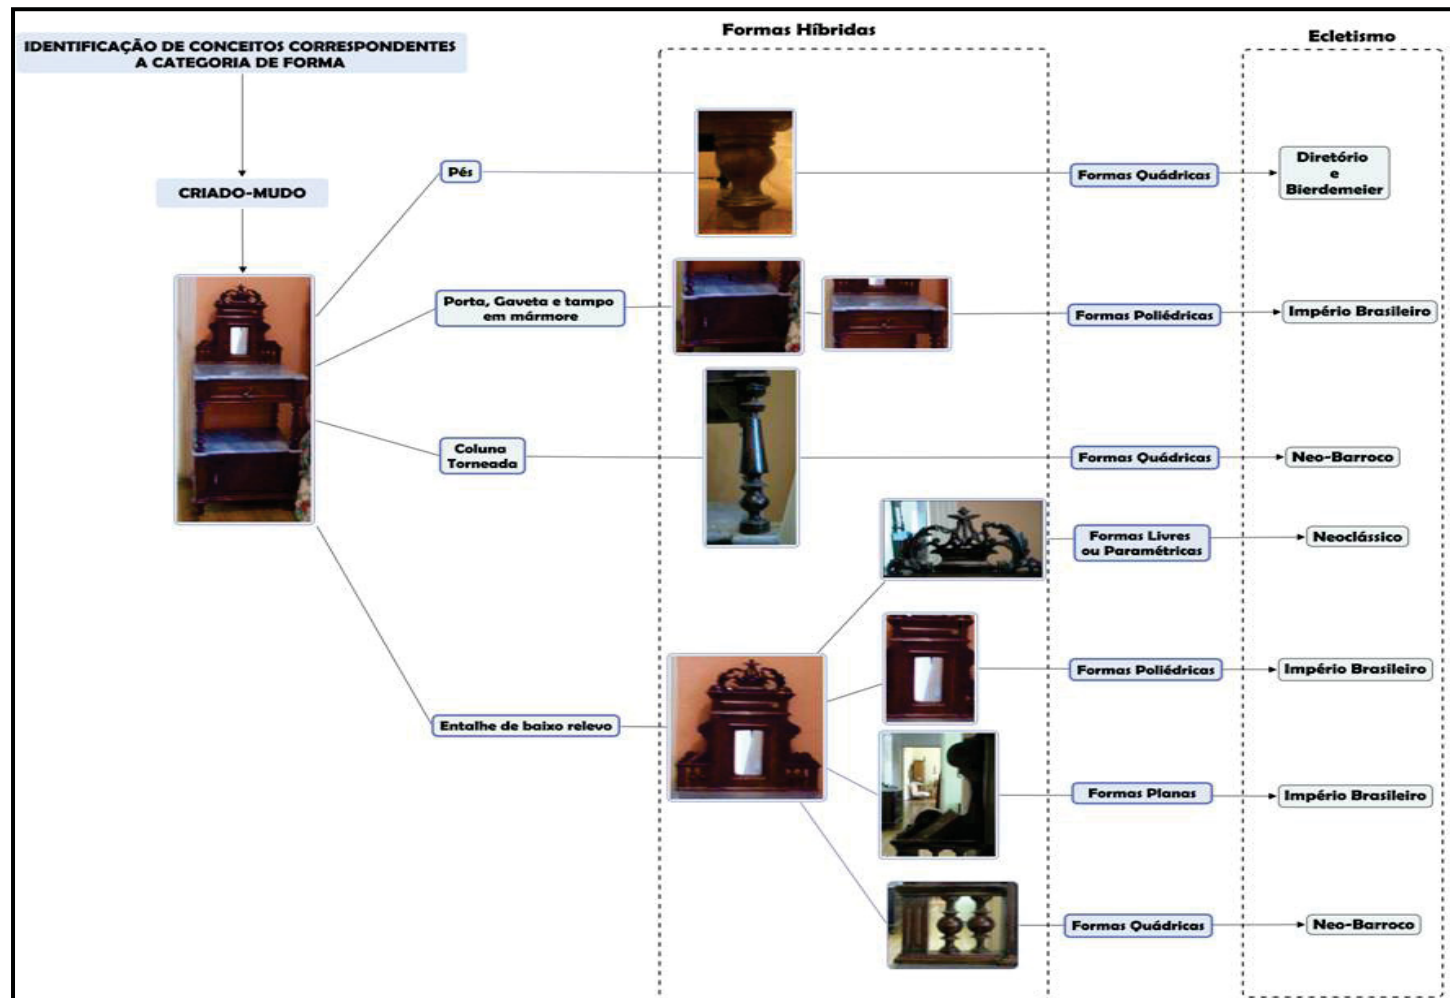 Formas Híbridas
Ecletismo
IDENTIFICAÇÃO DE CONCEITOS CORRESPONDENTES
A CATEGORIA DE FORMA
CRIADO-MUDO
Pés
Formas Quádricas
Diretório
e
Bierdemeier
Porta, Gaveta e tampo
em mármore
Formas Poliédricas
Império Brasileiro
Coluna
Torneada
Formas Quádricas
Neo-Barroco
Formas Livres
ou Paramétricas
Neoclássico
Formas Poliédricas
Império Brasileiro
Entalhe de baixo relevo
Formas Planas
Império Brasileiro
Formas Quádricas
Neo-Barroco